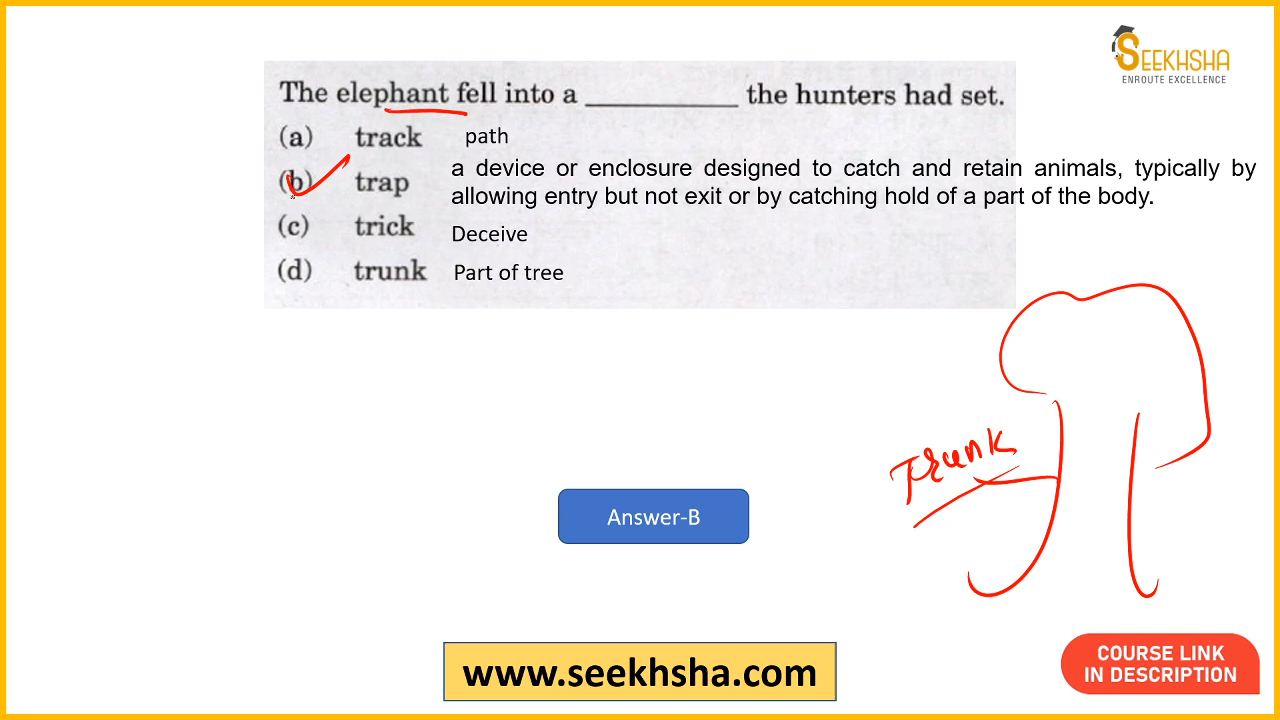 SEEKHSHA
ENROUTE EXCELLENCE
The elephant fell into a __________ the hunters had set.
(a) track path
(b) trap a device or enclosure designed to catch and retain animals, typically by
allowing entry but not exit or by catching hold of a part of the body.
(c) trick Deceive
(d) trunk Part of tree
Trunk
Answer-B
www.seekhsha.com
COURSE LINK
IN DESCRIPTION